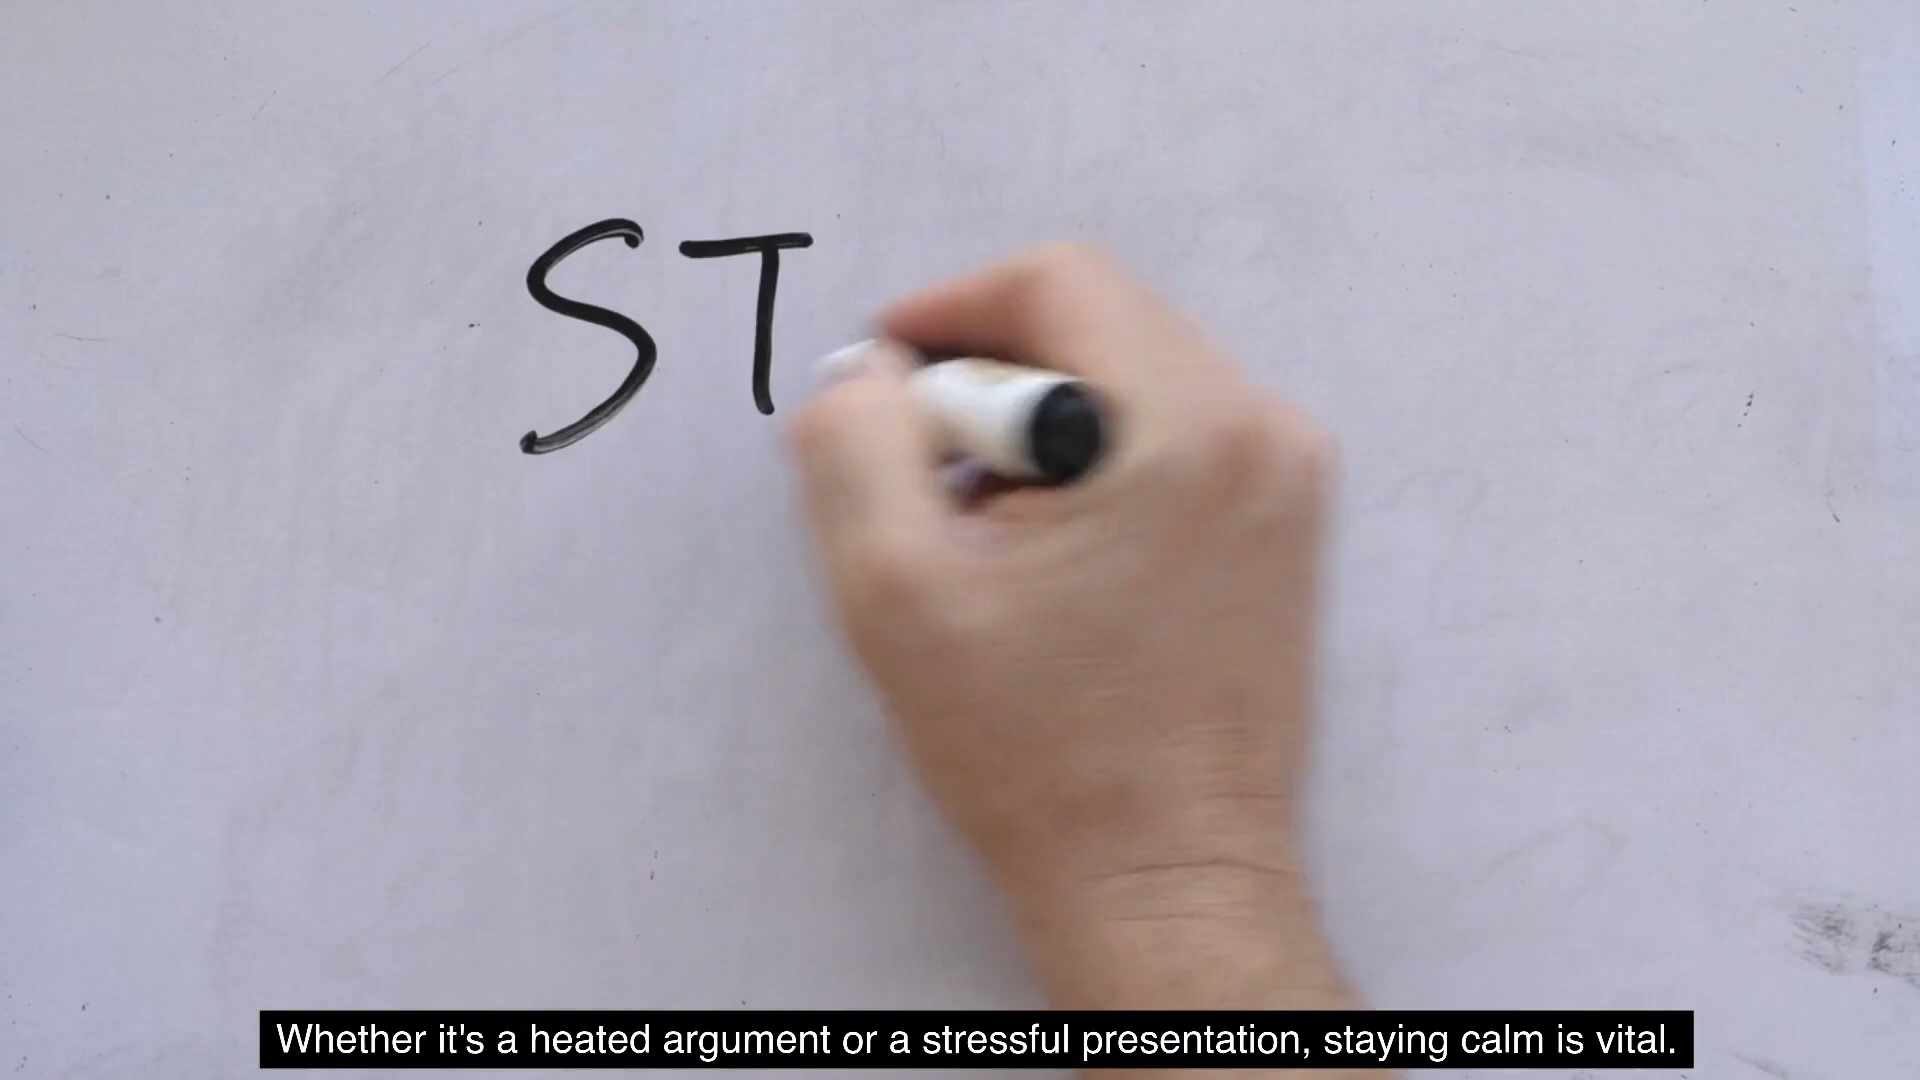 ST
Whether it's a heated argument or a stressful presentation, staying calm is vital.